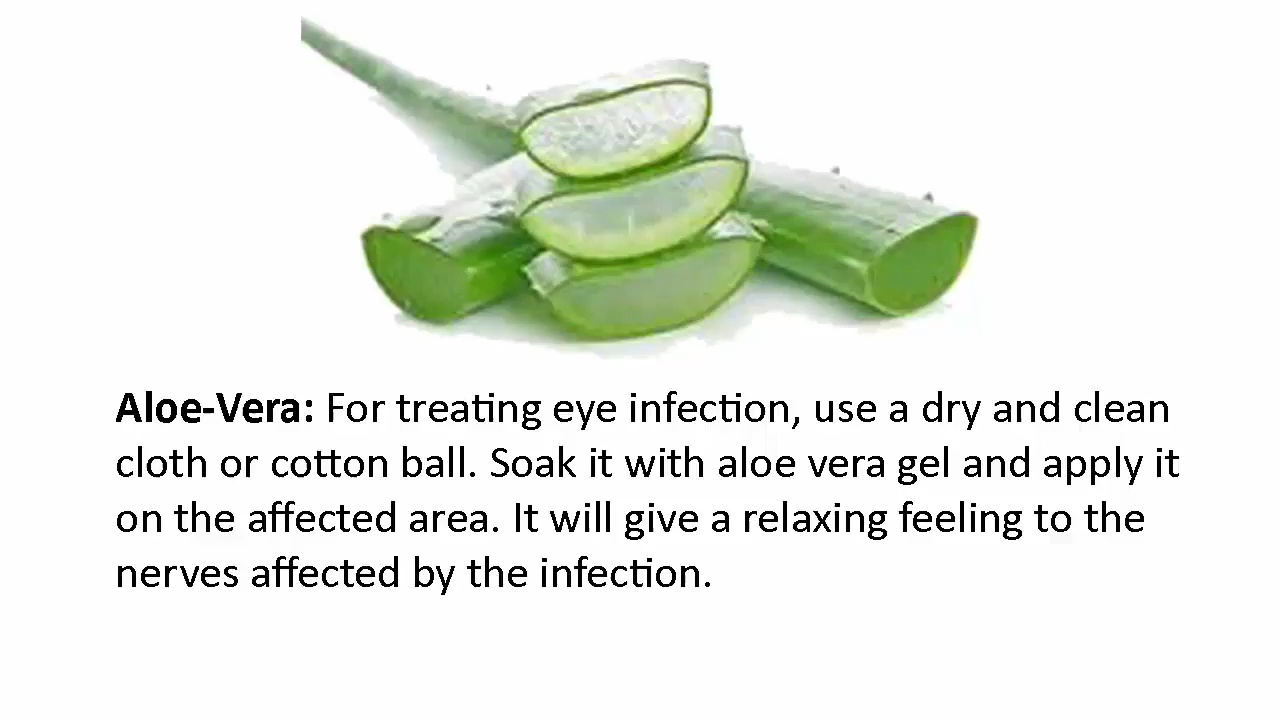 Aloe-Vera: For treating eye infection, use a dry and clean
cloth or cotton ball. Soak it with aloe vera gel and apply it
on the affected area. It will give a relaxing feeling to the
nerves affected by the infection.